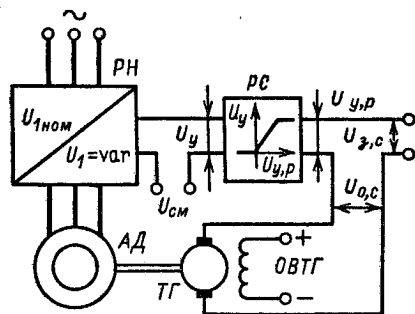 ~
РН
U1ном
U1=var
Uу
Uсм
РС
Uу
Uу,р
Uу,р
Uз,с
Uо,с
АД
ТГ
ОВТГ
+
−